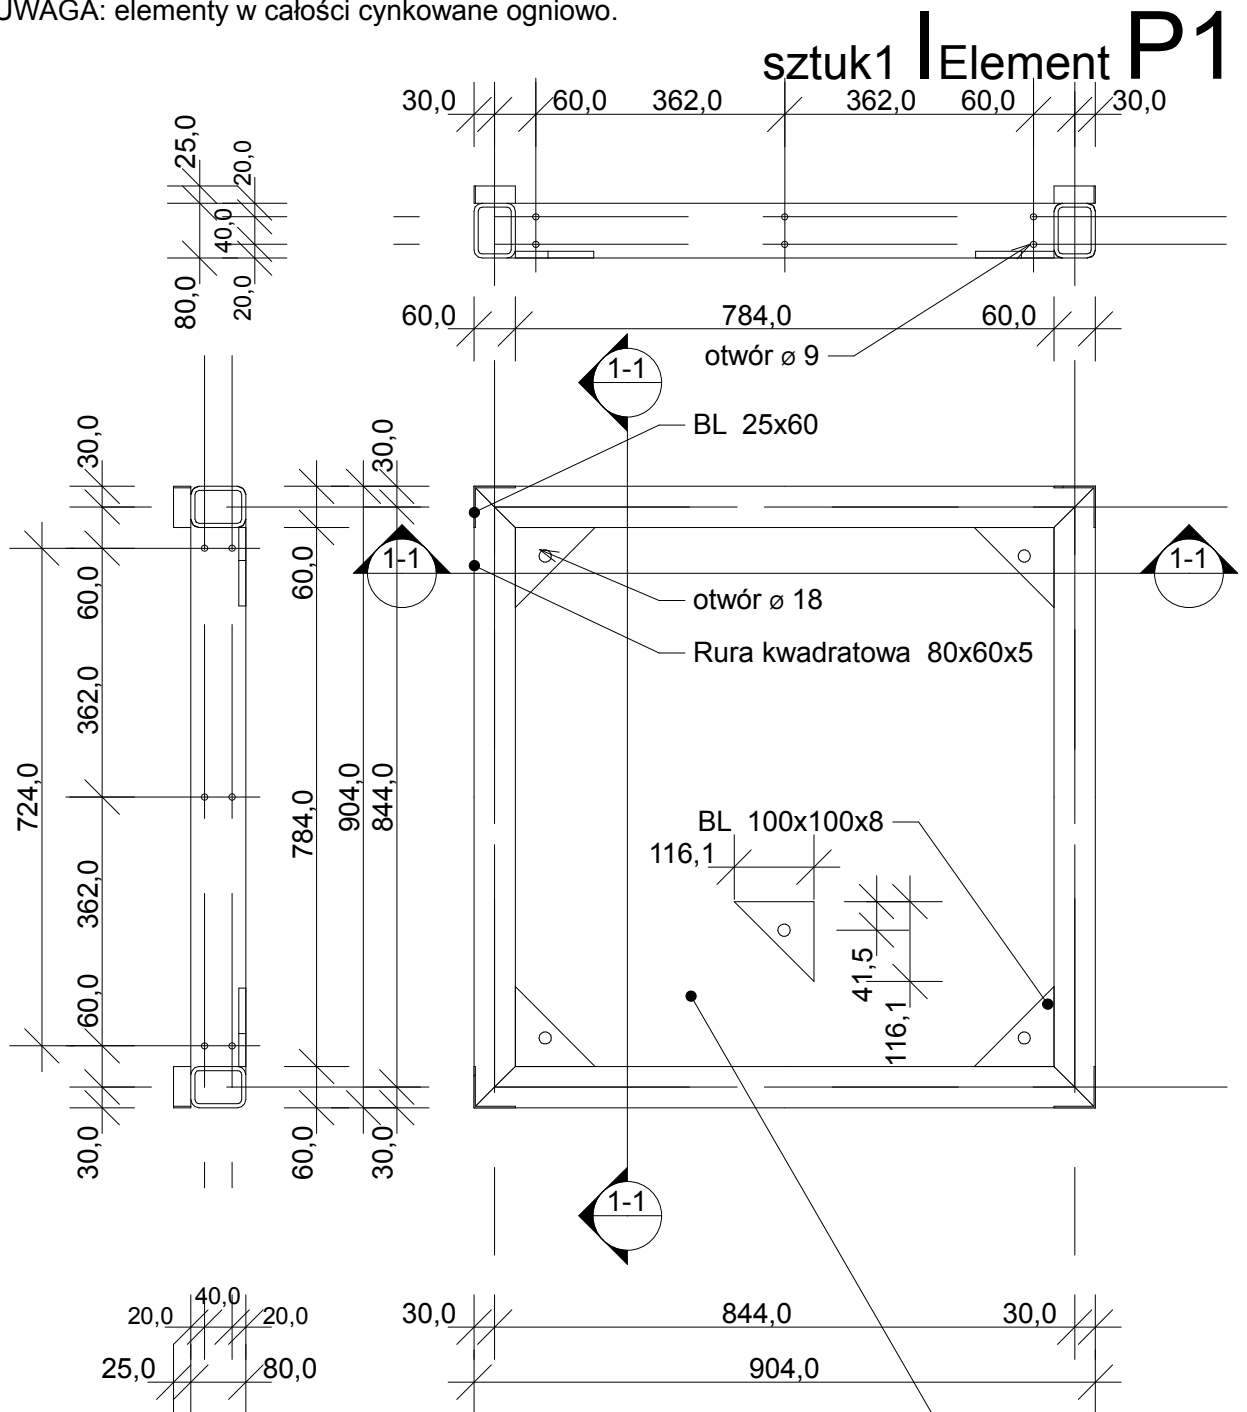 UWAGA: elementy w całości cynkowane ogniowo.
sztuk1 Element P1
30,0 60,0 362,0 362,0 60,0 30,0
25,0
20,0
40,0
80,0
20,0
60,0 784,0 60,0
otwór ø 9
1-1
BL 25x60
30,0
30,0
60,0
60,0
1-1
1-1
otwór ø 18
Rura kwadratowa 80x60x5
362,0
724,0
784,0
904,0
844,0
BL 100x100x8
116,1
41,5
116,1
362,0
60,0
30,0
60,0
30,0
1-1
20,0 40,0 20,0
30,0 844,0 30,0
25,0 80,0
904,0